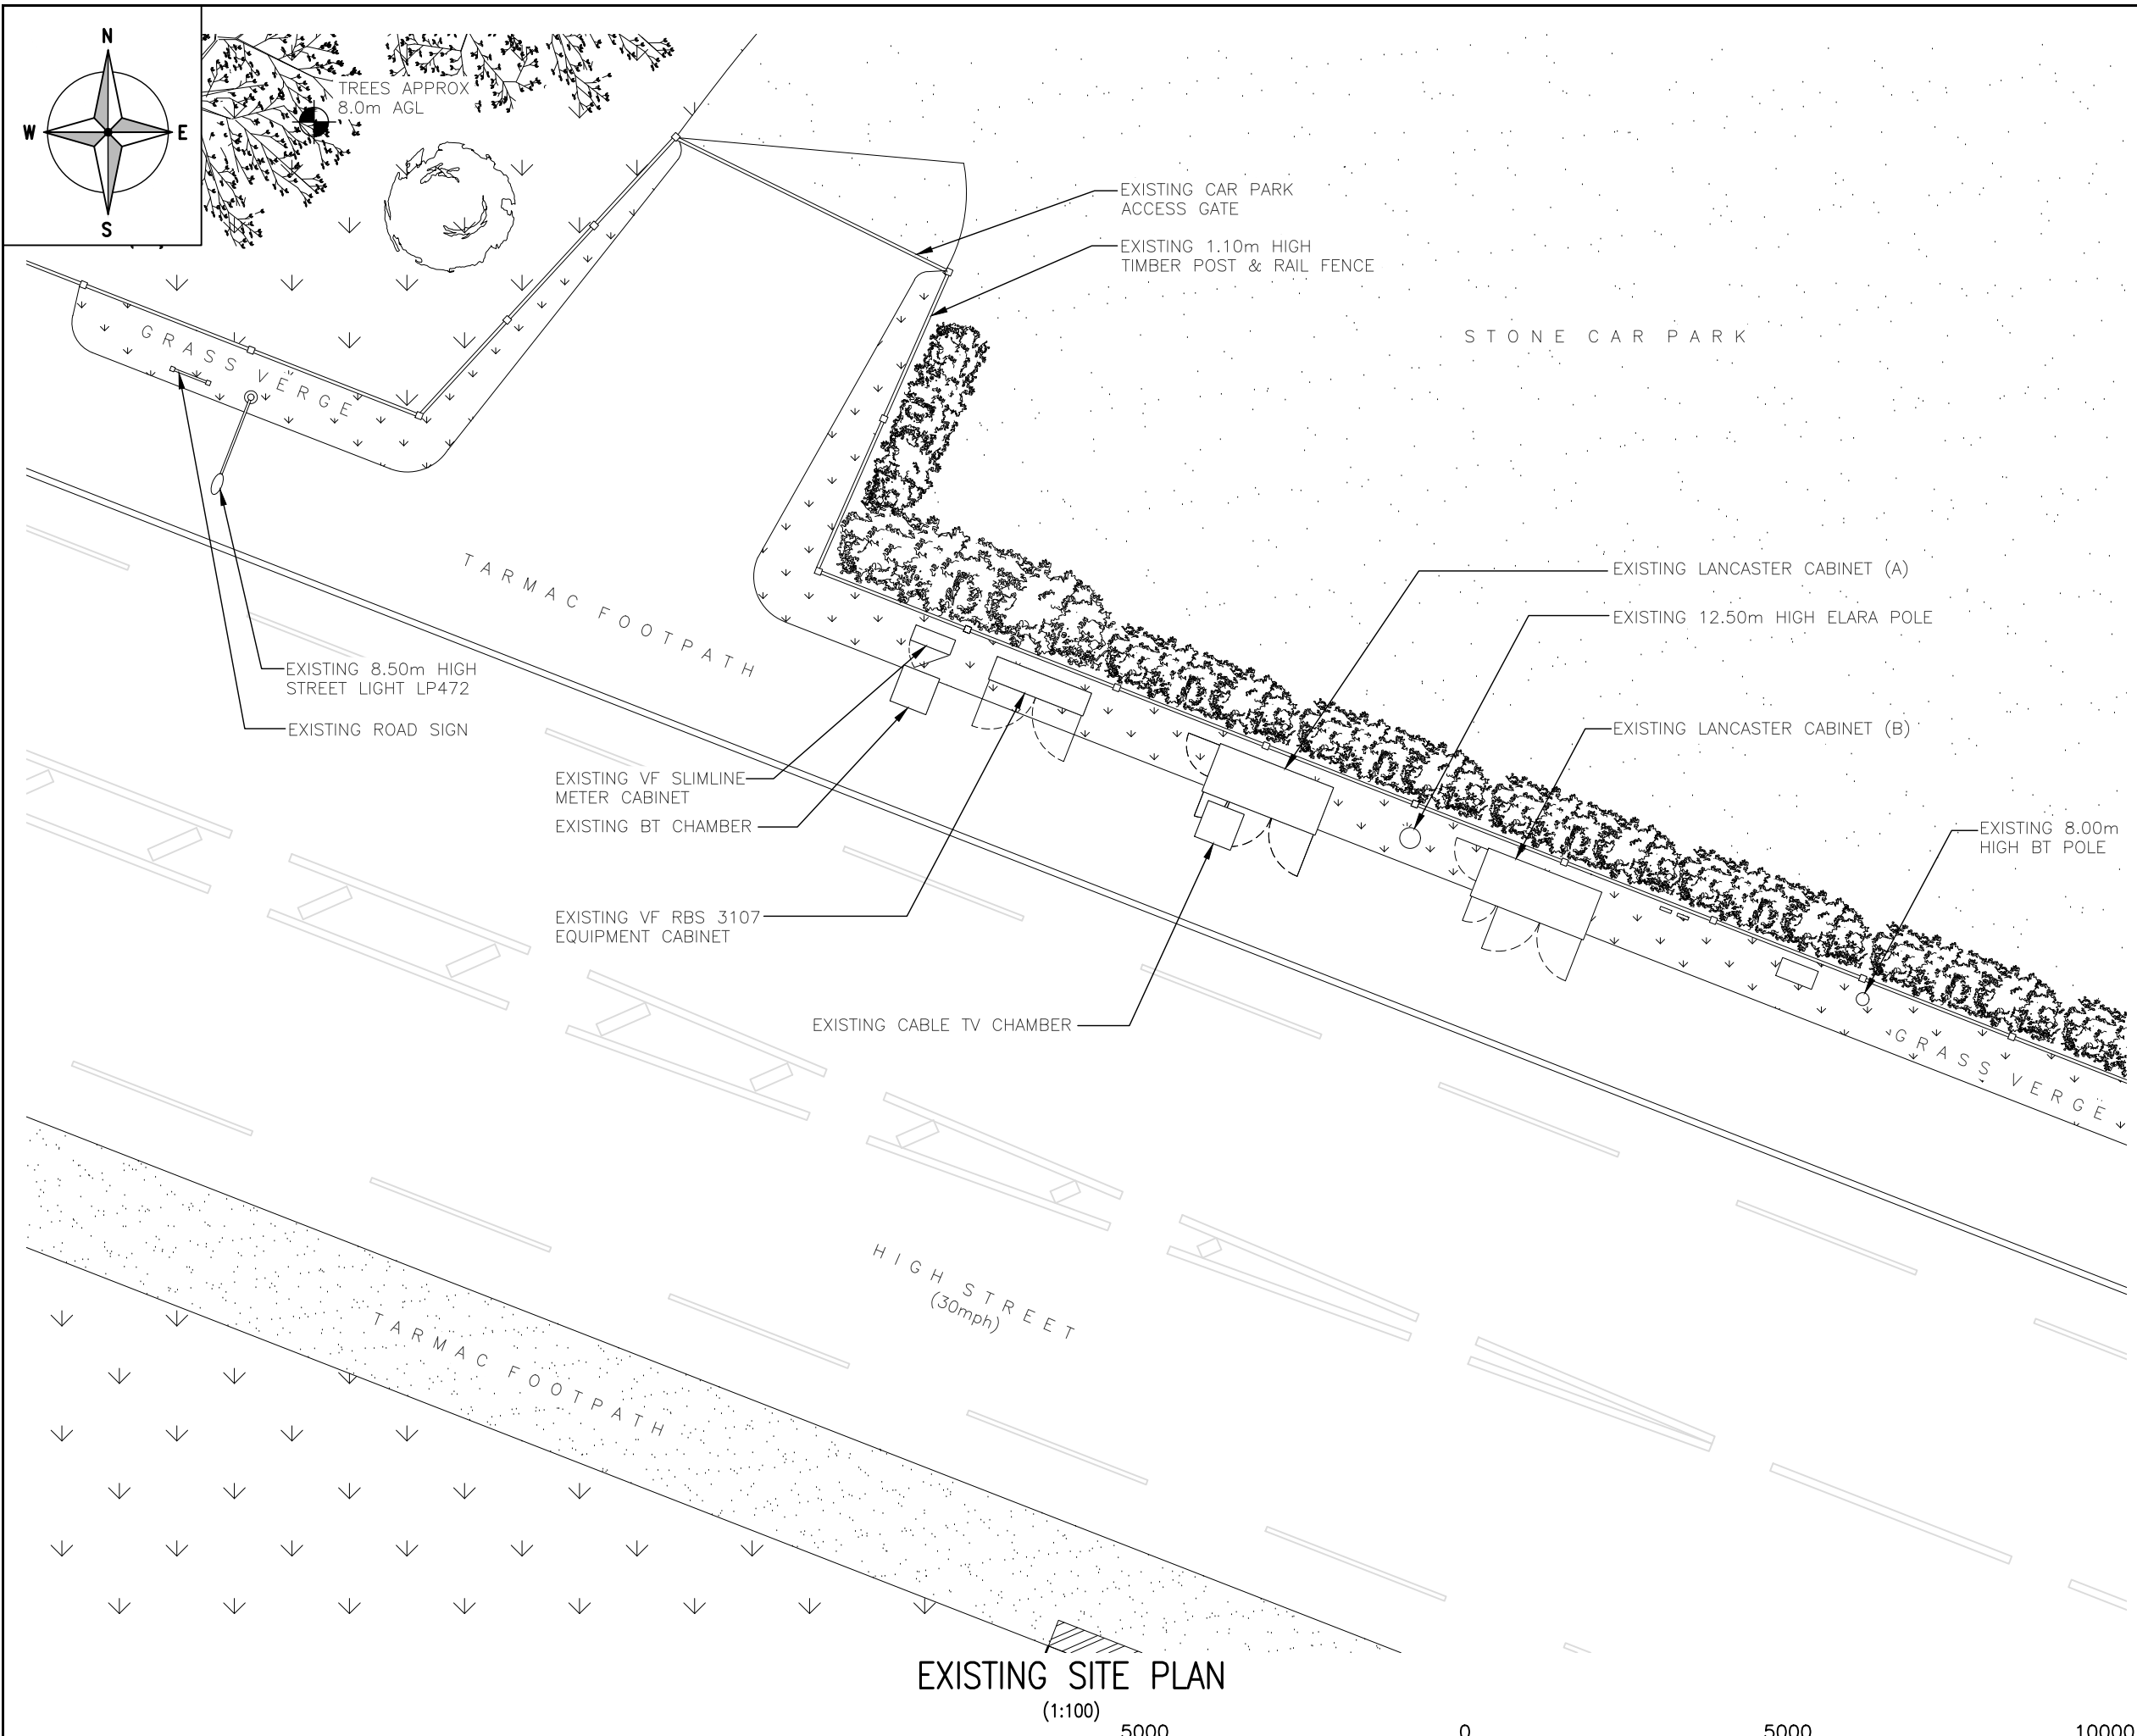 N
W
E
S
TREES APPROX
8.0m AGL
EXISTING CAR PARK
ACCESS GATE
EXISTING 1.10m HIGH
TIMBER POST & RAIL FENCE
STONE CAR PARK
GRASS VERGE
TARMAC FOOTPATH
EXISTING LANCASTER CABINET (A)
EXISTING 12.50m HIGH ELARA POLE
EXISTING 8.50m HIGH
STREET LIGHT LP472
EXISTING ROAD SIGN
EXISTING LANCASTER CABINET (B)
EXISTING VF SLIMLINE
METER CABINET
EXISTING BT CHAMBER
EXISTING 8.00m
HIGH BT POLE
EXISTING VF RBS 3107
EQUIPMENT CABINET
EXISTING CABLE TV CHAMBER
GRASS VERGE
HIGH STREET
(30mph)
TARMAC FOOTPATH
EXISTING SITE PLAN
(1:100)
5000
0
5000
10000